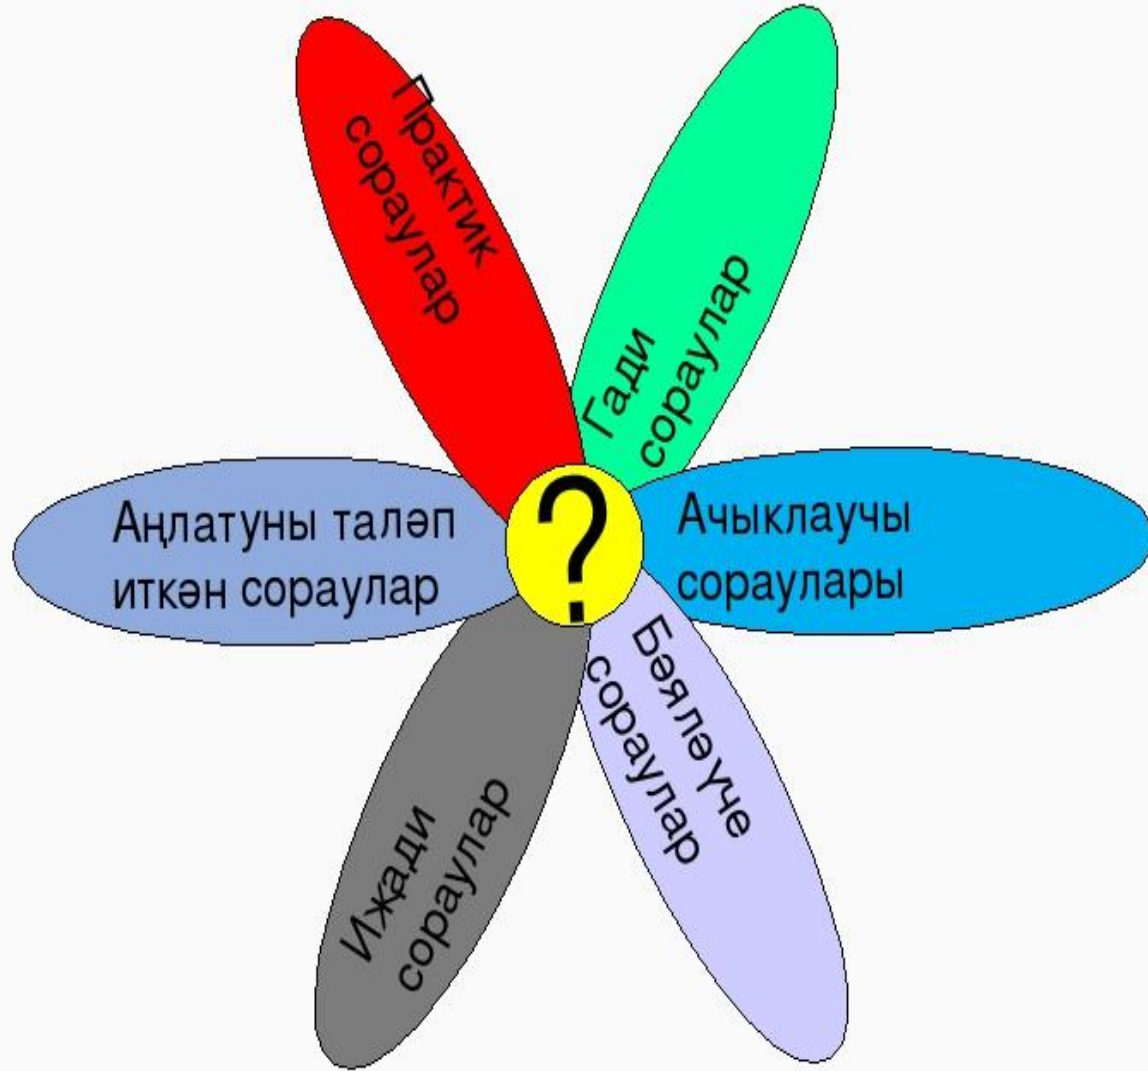 Практик
сораулар
Гади
сораулар
Аңлатуны таләп
иткән сораулар
?
Ачыклаучы
сораулары
Иҗади
сораулар
Бәяләүче
сораулар